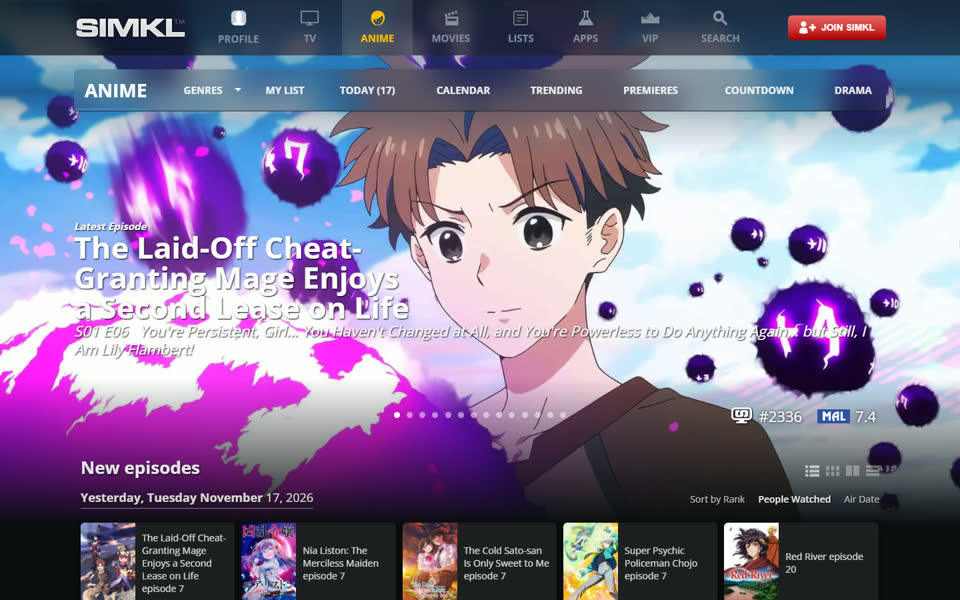 SIMKL™
PROFILE
TV
ANIME
MOVIES
LISTS
APPS
VIP
SEARCH
JOIN SIMKL
ANIME
GENRES
MY LIST
TODAY (17)
CALENDAR
TRENDING
PREMIERES
COUNTDOWN
DRAMA
Latest Episode
The Laid-Off Cheat-
Granting Mage Enjoys
a Second Lease on Life
S01 E06 You're Persistent, Girl... You Haven't Changed at All, and You're Powerless to Do Anything Again... but Still, I
Am Lily Flambert!
#2336
MAL 7.4
New episodes
Yesterday, Tuesday November 17, 2026
Sort by Rank
People Watched
Air Date
The Laid-Off Cheat-
Granting Mage
Enjoys a Second
Lease on Life
episode 7
Nia Liston: The
Merciless Maiden
episode 7
The Cold Sato-san
Is Only Sweet to Me
episode 7
Super Psychic
Policeman Chojo
episode 7
Red River
Red River episode
20